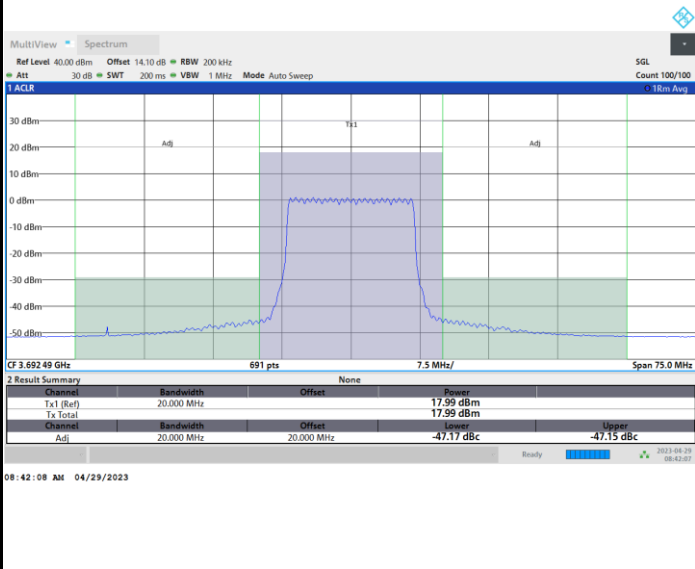 MultiView Spectrum
Ref Level 40.00 dBm Offset 14.10 dB RBW 200 kHz SGL
Att 30 dB SWT 200 ms VBW 1 MHz Mode Auto Sweep Count 100/100
1 ACLR 1Rm Avg
Tx1
Adj Adj
30 dBm
20 dBm
10 dBm
0 dBm
-10 dBm
-20 dBm
-30 dBm
-40 dBm
-50 dBm
CF 3.692 49 GHz 691 pts 7.5 MHz/ Span 75.0 MHz
2 Result Summary None
Channel Bandwidth Offset Power
Tx1 (Ref) 20.000 MHz 17.99 dBm
Tx Total 17.99 dBm
Channel Bandwidth Offset Lower Upper
Adj 20.000 MHz 20.000 MHz -47.17 dBc -47.15 dBc
Ready 2023-04-29
08:42:07
08:42:08 AM 04/29/2023